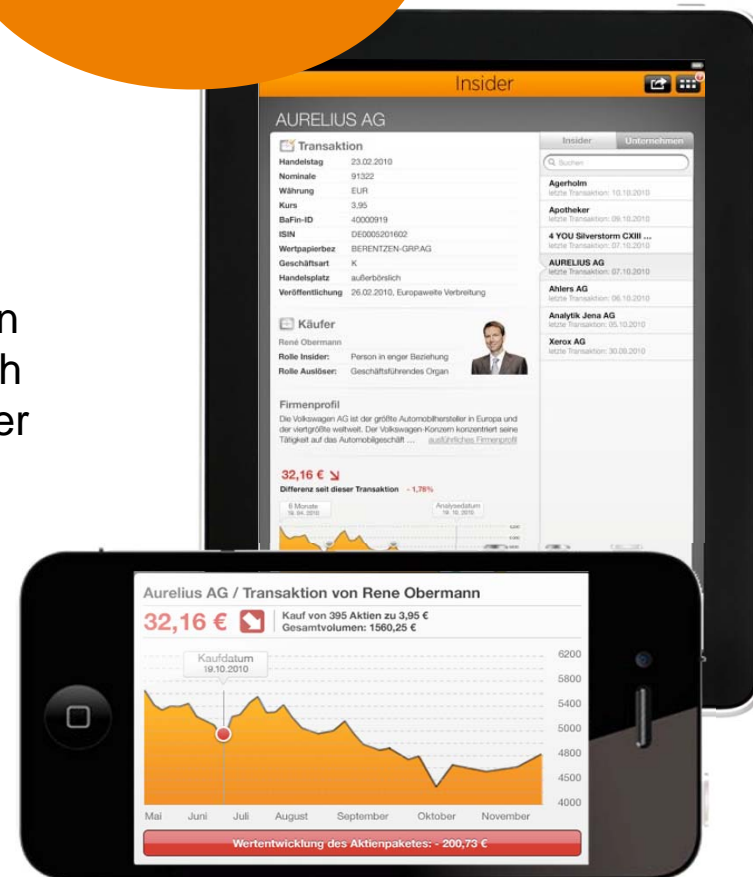 Insider
AURELIUS AG
Transaktion
Handelstag 23.02.2010
Nominale 91322
Währung EUR
Kurs 3,95
BaFin-ID 40000919
ISIN DE0005201602
Wertpapierbez BERENTZEN-GRP.AG
Geschäftsart K
Handelsplatz außerbörslich
Veröffentlichung 26.02.2010, Europaweite Verbreitung
Käufer
René Obermann
Rolle Insider: Person in enger Beziehung
Rolle Auslöser: Geschäftsführendes Organ
Firmenprofil
Die Volkswagen AG ist der größte Automobilhersteller in Europa und
der viertgrößte weltweit. Der Volkswagen-Konzern konzentriert seine
Tätigkeit auf das Automobilgeschäft ... ausführliches Firmenprofil
32,16 €
Differenz seit dieser Transaktion - 1,76%
6 Monate
19. 04. 2010
Analysedatum
19. 10. 2010
Insider Unternehmen
Suchen
Agerholm
letzte Transaktion: 10.10.2010
Apotheker
letzte Transaktion: 09.10.2010
4 YOU Silverstorm CXIII ...
letzte Transaktion: 07.10.2010
AURELIUS AG
letzte Transaktion: 07.10.2010
Ahlers AG
letzte Transaktion: 06.10.2010
Analytik Jena AG
letzte Transaktion: 05.10.2010
Xerox AG
letzte Transaktion: 30.09.2010
n
h
er
Aurelius AG / Transaktion von Rene Obermann
32,16 €
Kauf von 395 Aktien zu 3,95 €
Gesamtvolumen: 1560,25 €
Kaufdatum
19.10.2010
6200
5800
5400
5000
4800
4500
4000
Mai Juni Juli August September Oktober November
Wertentwicklung des Aktienpaketes: - 200,73 €